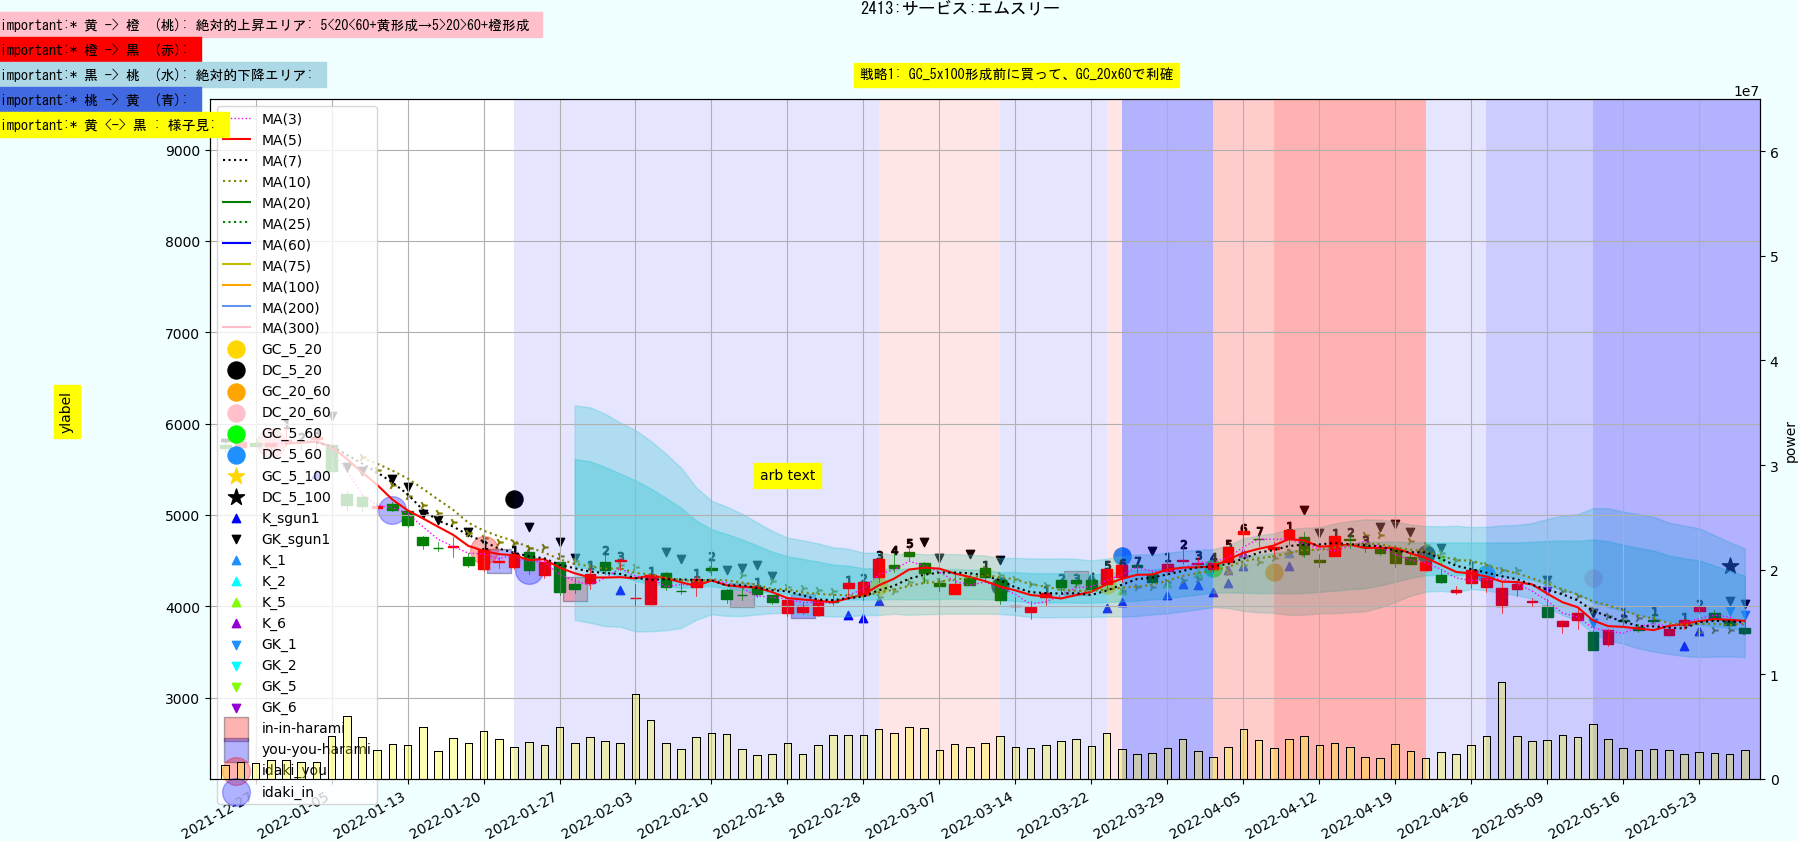 2413:サービス:エムスリー
important:* 黄 -> 橙 (桃): 絶対的上昇エリア: 5<20<60+黄形成→5>20>60+橙形成
important:* 橙 -> 黒 (赤):
important:* 黒 -> 桃 (水): 絶対的下降エリア:
戦略1: GC_5x100形成前に買って、GC_20x60で利確
important:* 桃 -> 黄 (青):
important:* 黄 <-> 黒 : 様子見:
1e7
MA(3)
MA(5)
MA(7)
MA(10)
MA(20)
MA(25)
MA(60)
MA(75)
MA(100)
MA(200)
MA(300)
GC_5_20
DC_5_20
GC_20_60
DC_20_60
GC_5_60
DC_5_60
GC_5_100
DC_5_100
K_sgun1
GK_sgun1
K_1
K_2
K_5
K_6
GK_1
GK_2
GK_5
GK_6
in-in-harami
you-you-harami
idaki_you
idaki_in
9000
8000
7000
6000
5000
4000
3000
ylabel
arb text
power
6
5
4
3
2
1
0
2021-12-27
2022-01-05
2022-01-13
2022-01-20
2022-01-27
2022-02-03
2022-02-10
2022-02-18
2022-02-28
2022-03-07
2022-03-14
2022-03-22
2022-03-29
2022-04-05
2022-04-12
2022-04-19
2022-04-26
2022-05-09
2022-05-16
2022-05-23